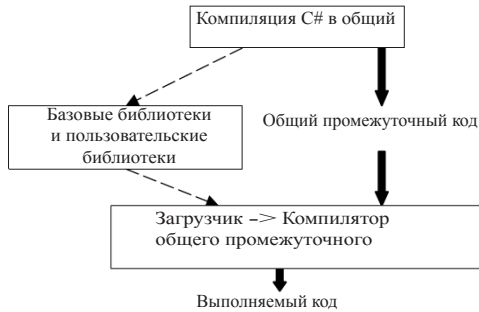 Компиляция C# в общий
Базовые библиотеки
и пользовательские
библиотеки
Общий промежуточный код
Загрузчик –> Компилятор
общего промежуточного
Выполняемый код